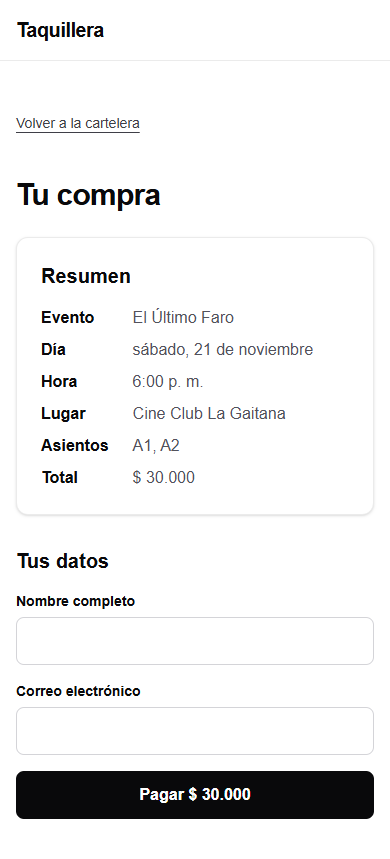 Taquillera
Volver a la cartelera
Tu compra
Resumen
Evento El Último Faro
Día sábado, 21 de noviembre
Hora 6:00 p. m.
Lugar Cine Club La Gaitana
Asientos A1, A2
Total $ 30.000
Tus datos
Nombre completo
Correo electrónico
Pagar $ 30.000